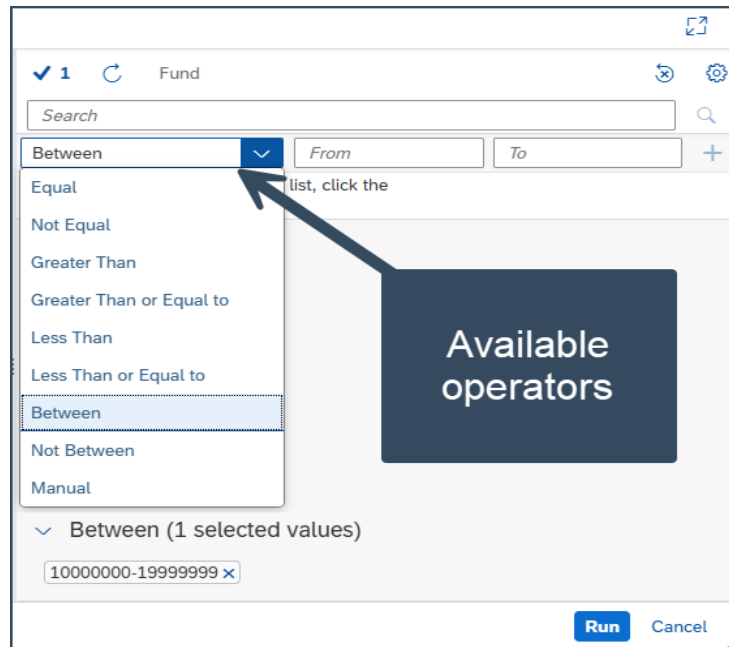 1
Fund
Search
Between
From
To
Equal
list, click the
Not Equal
Greater Than
Greater Than or Equal to
Less Than
Less Than or Equal to
Between
Not Between
Manual
Available
operators
Between (1 selected values)
10000000-19999999
Run
Cancel